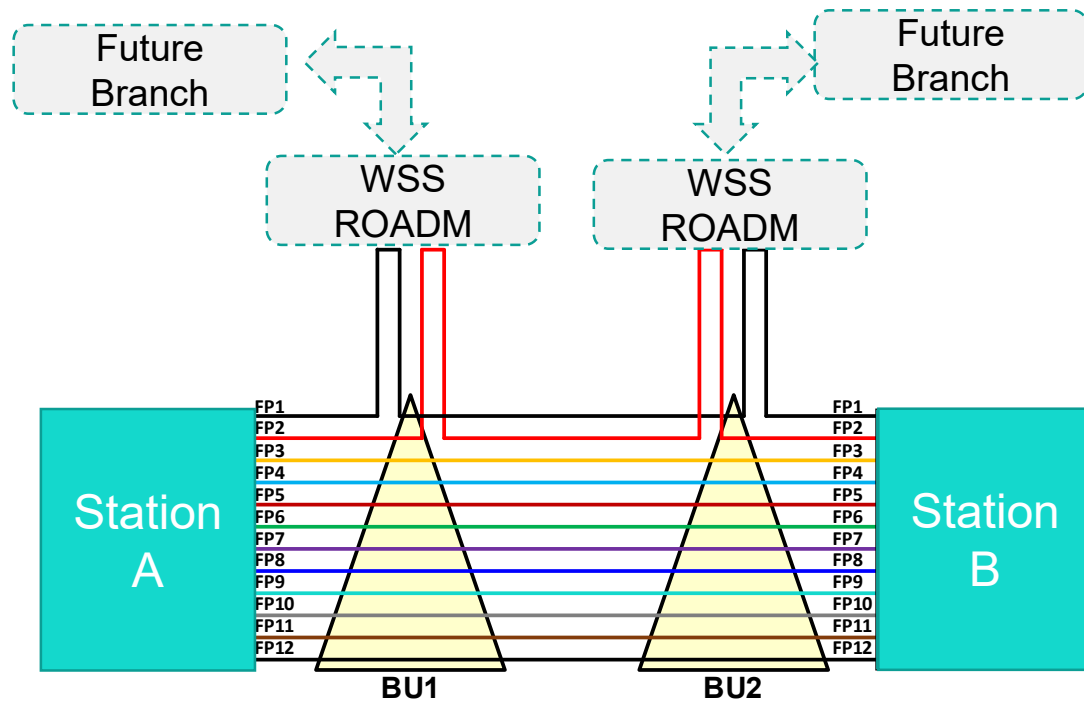 Future
Branch
Future
Branch
WSS
ROADM
WSS
ROADM
Station
A
FP1
FP2
FP3
FP4
FP5
FP6
FP7
FP8
FP9
FP10
FP11
FP12
FP1
FP2
FP3
FP4
FP5
FP6
FP7
FP8
FP9
FP10
FP11
FP12
Station
B
BU1
BU2